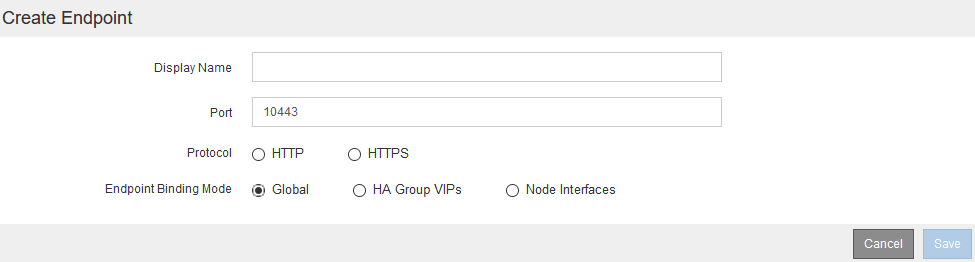 Create Endpoint
Display Name
Port 10443
Protocol HTTP HTTPS
Endpoint Binding Mode Global HA Group VIPs Node Interfaces
Cancel Save